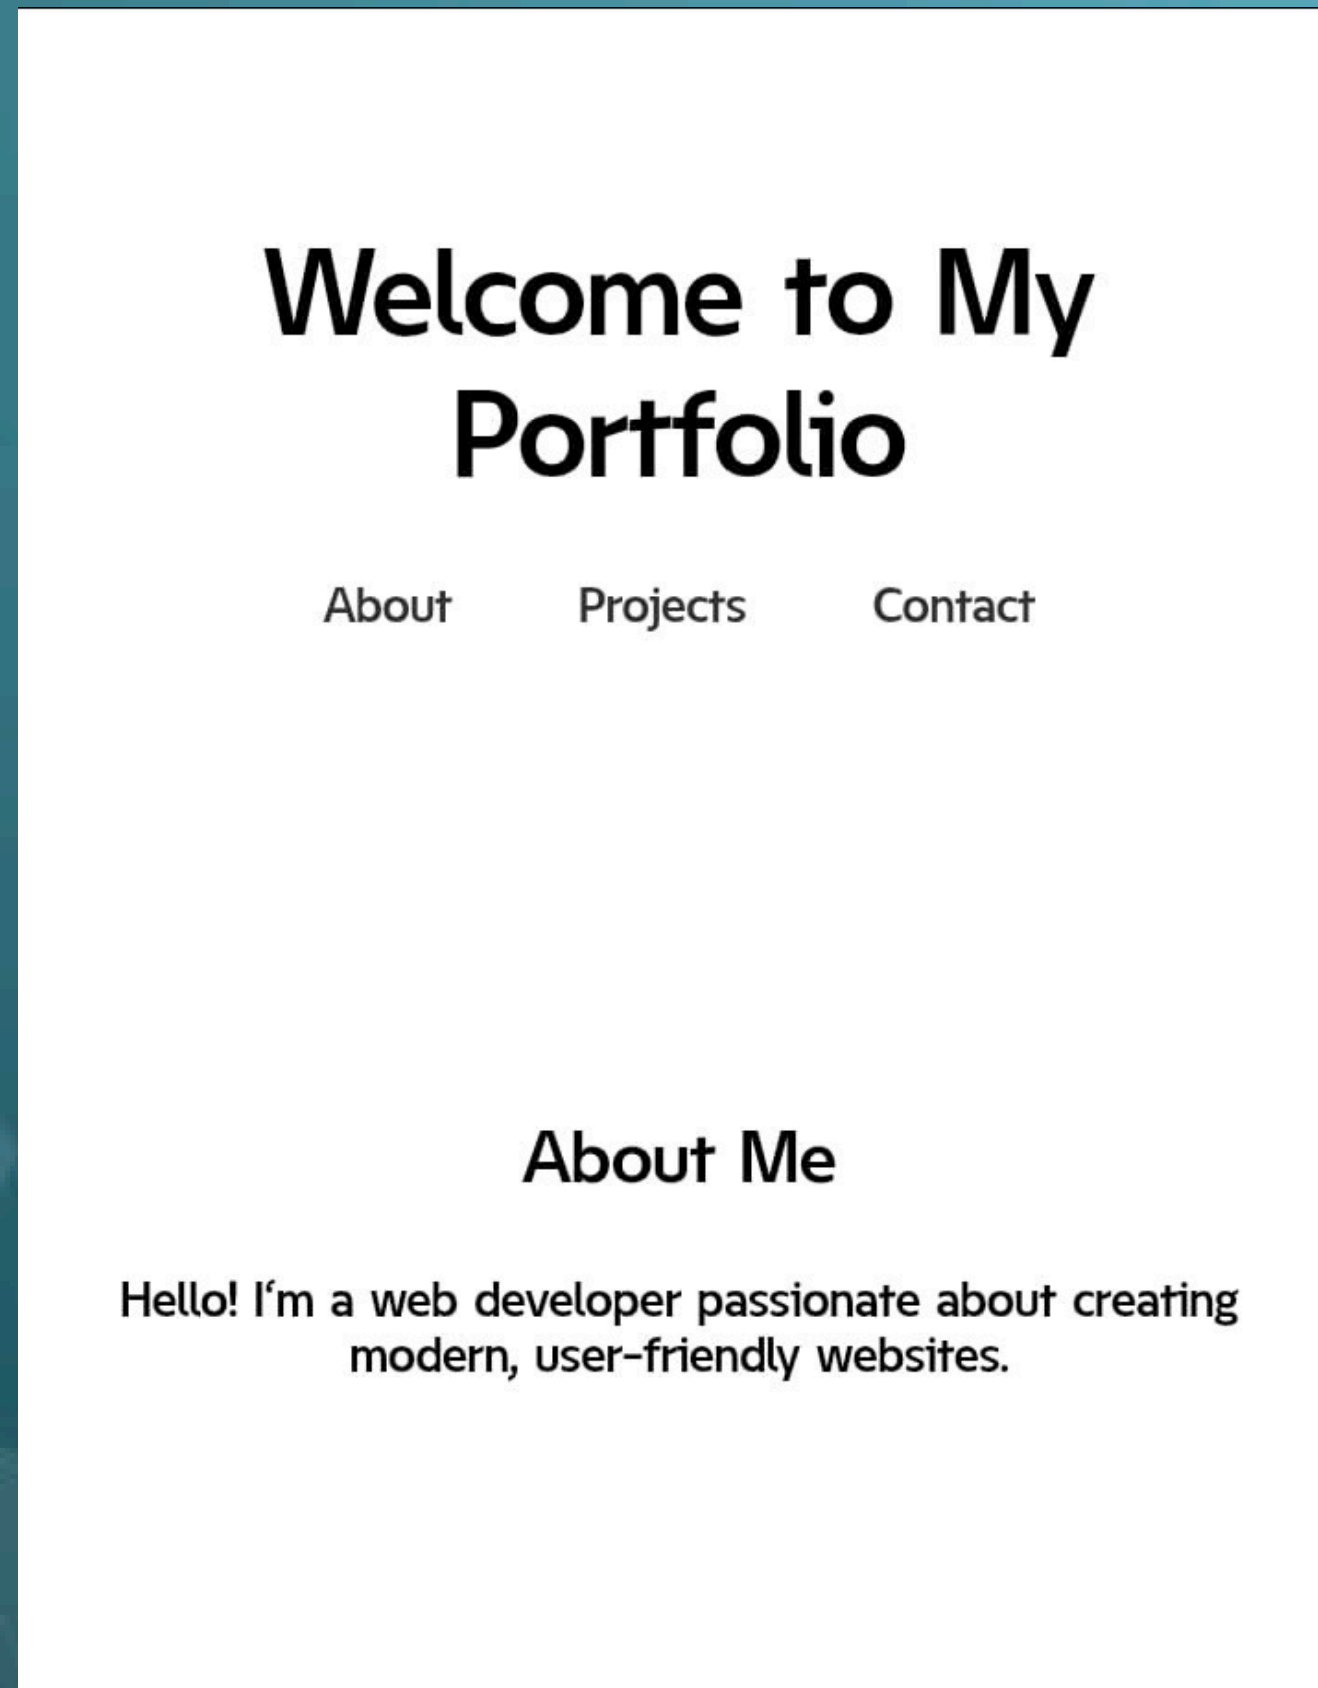 Welcome to My
Portfolio
About Projects Contact
About Me
Hello! I‘m a web developer passionate about creating
modern, user-friendly websites.